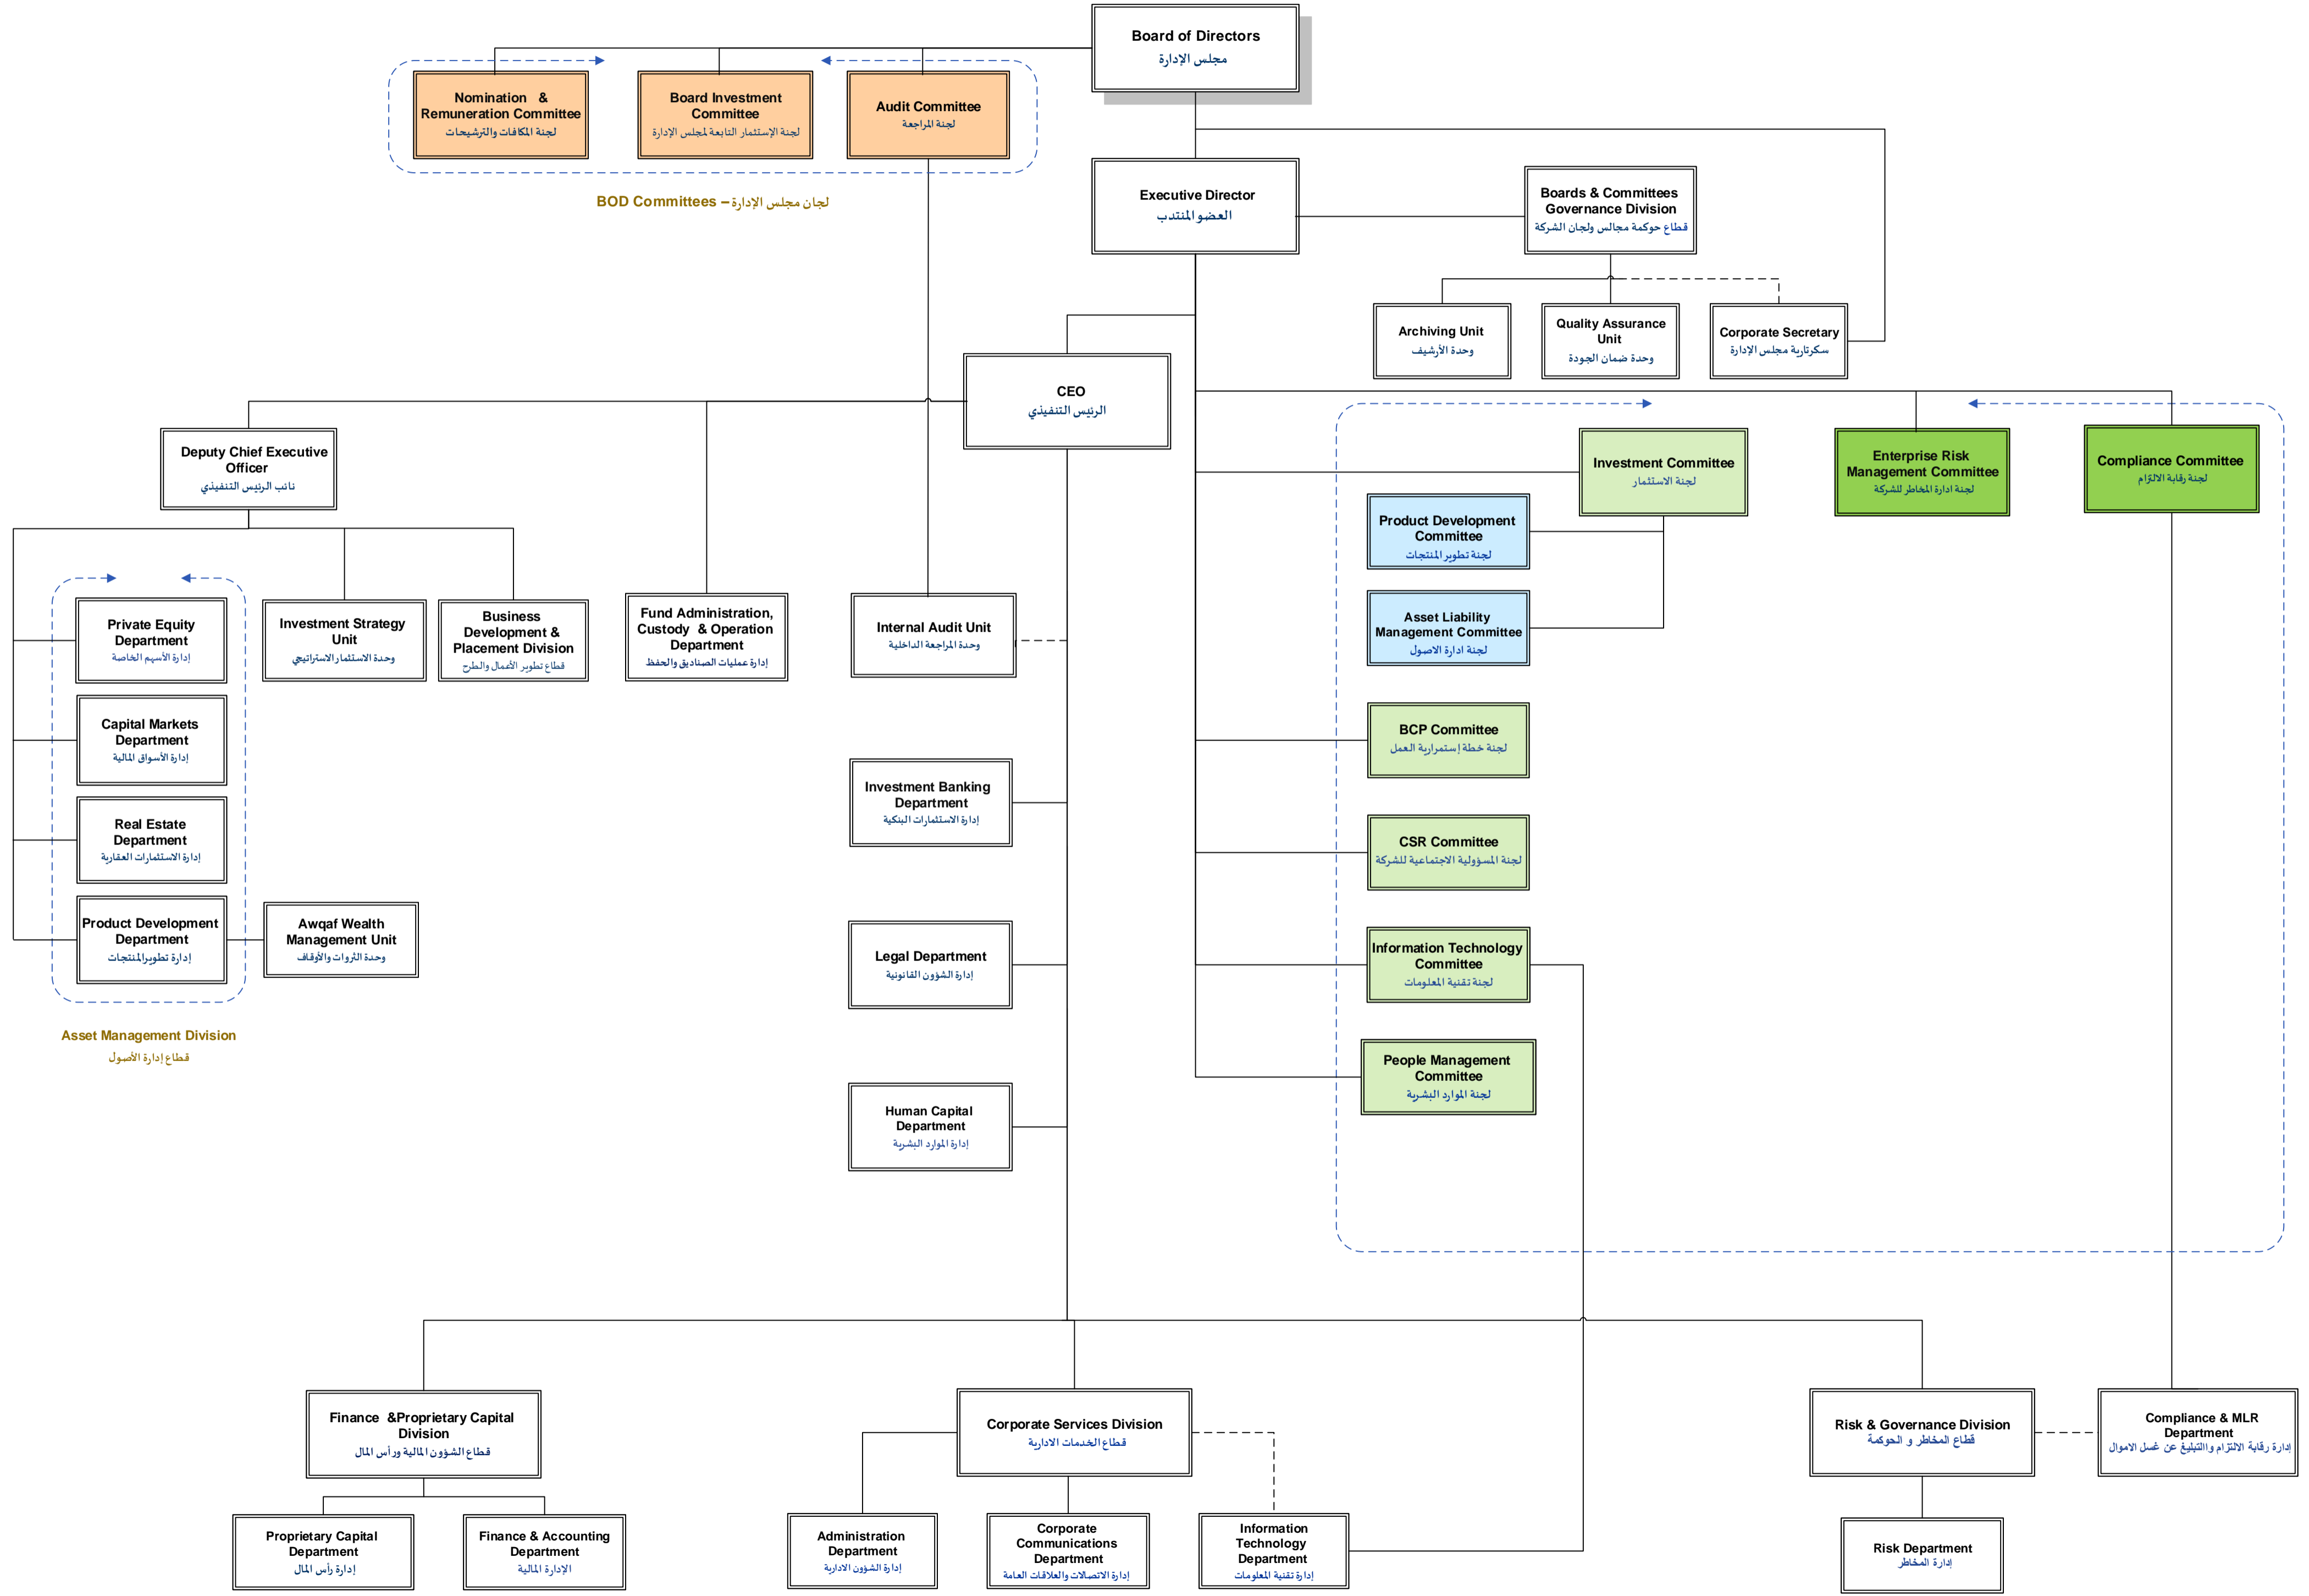 Board of Directors
مجلس الإدارة
Nomination &
Remuneration Committee
لجنة المكافات والترشيحات
Board Investment
Committee
لجنة الإستثمار التابعة لمجلس الإدارة
Audit Committee
لجنة المراجعة
BOD Committees – لجان مجلس الإدارة
Executive Director
العضو المنتدب
Boards & Committees
Governance Division
قطاع حوكمة مجالس ولجان الشركة
Archiving Unit
وحدة الأرشيف
Quality Assurance
Unit
وحدة ضمان الجودة
Corporate Secretary
سكرتارية مجلس الإدارة
CEO
الرئيس التنفيذي
Deputy Chief Executive
Officer
نائب الرئيس التنفيذي
Investment Committee
لجنة الاستثمار
Enterprise Risk
Management Committee
لجنة ادارة المخاطر للشركة
Compliance Committee
لجنة رقابة الالتزام
Product Development
Committee
لجنة تطوير المنتجات
Asset Liability
Management Committee
لجنة ادارة الاصول
Private Equity
Department
إدارة الأسهم الخاصة
Investment Strategy
Unit
وحدة الاستثمار الاستراتيجي
Business
Development &
Placement Division
قطاع تطوير الأعمال والطرح
Fund Administration,
Custody & Operation
Department
إدارة عمليات الصناديق والحفظ
Internal Audit Unit
وحدة المراجعة الداخلية
Capital Markets
Department
إدارة الأسواق المالية
BCP Committee
لجنة خطة إستمرارية العمل
Investment Banking
Department
إدارة الاستثمارات البنكية
Real Estate
Department
إدارة الاستثمارات العقارية
CSR Committee
لجنة المسؤولية الاجتماعية للشركة
Product Development
Department
إدارة تطويرالمنتجات
Awqaf Wealth
Management Unit
وحدة الثروات والأوقاف
Legal Department
إدارة الشؤون القانونية
Information Technology
Committee
لجنة تقنية المعلومات
Asset Management Division
قطاع إدارة الأصول
People Management
Committee
لجنة الموارد البشرية
Human Capital
Department
إدارة الموارد البشرية
Finance &Proprietary Capital
Division
قطاع الشؤون المالية ورأس المال
Corporate Services Division
قطاع الخدمات الادارية
Risk & Governance Division
قطاع المخاطر و الحوكمة
Compliance & MLR
Department
إدارة رقابة الالتزام واالتبليغ عن غسل الاموال
Proprietary Capital
Department
إدارة رأس المال
Finance & Accounting
Department
الإدارة المالية
Administration
Department
إدارة الشؤون الادارية
Corporate
Communications
Department
إدارة الاتصالات والعلاقات العامة
Information
Technology
Department
إدارة تقنية المعلومات
Risk Department
إدارة المخاطر